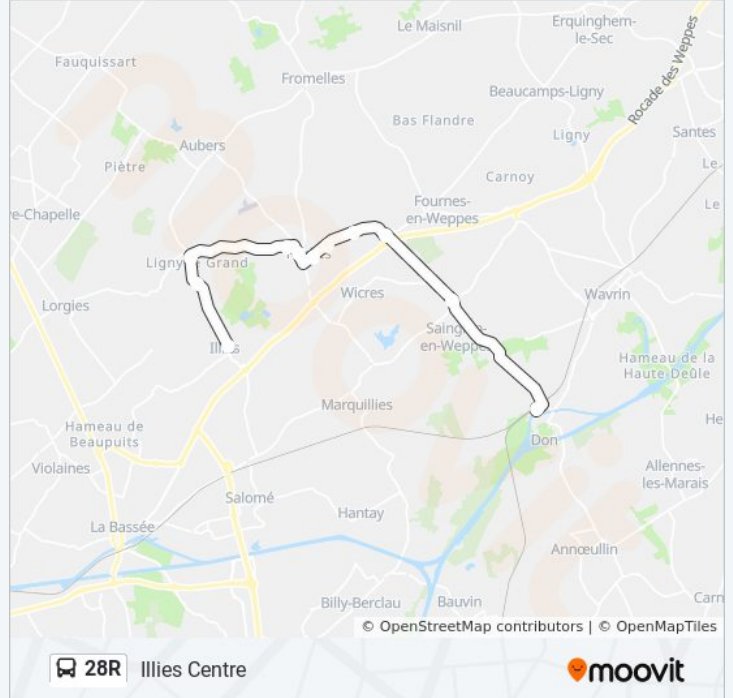 Le Maisnil
Erquinghem-
le-Sec
Fauquissart
Fromelles
Rocade des Weppes
Beaucamps-Ligny
Bas Flandre
Ligny
Santes
Aubers
Piètre
Carnoy
Le
Fournes-
en-Weppes
Le
e-Chapelle
Ligny
Grand
Lorgies
Wicres
Wavrin
Illies
Sainghin-
en-Weppes
Hameau de la
Haute Deûle
Marquillies
He
Hameau de
Beaupuits
Don
Violaines
Allennes-
les-Marais
Salomé
Hantay
La Bassée
Annœullin
Billy-Berclau
Bauvin
Carn
© OpenStreetMap contributors | © OpenMapTiles
28R Illies Centre
moovit